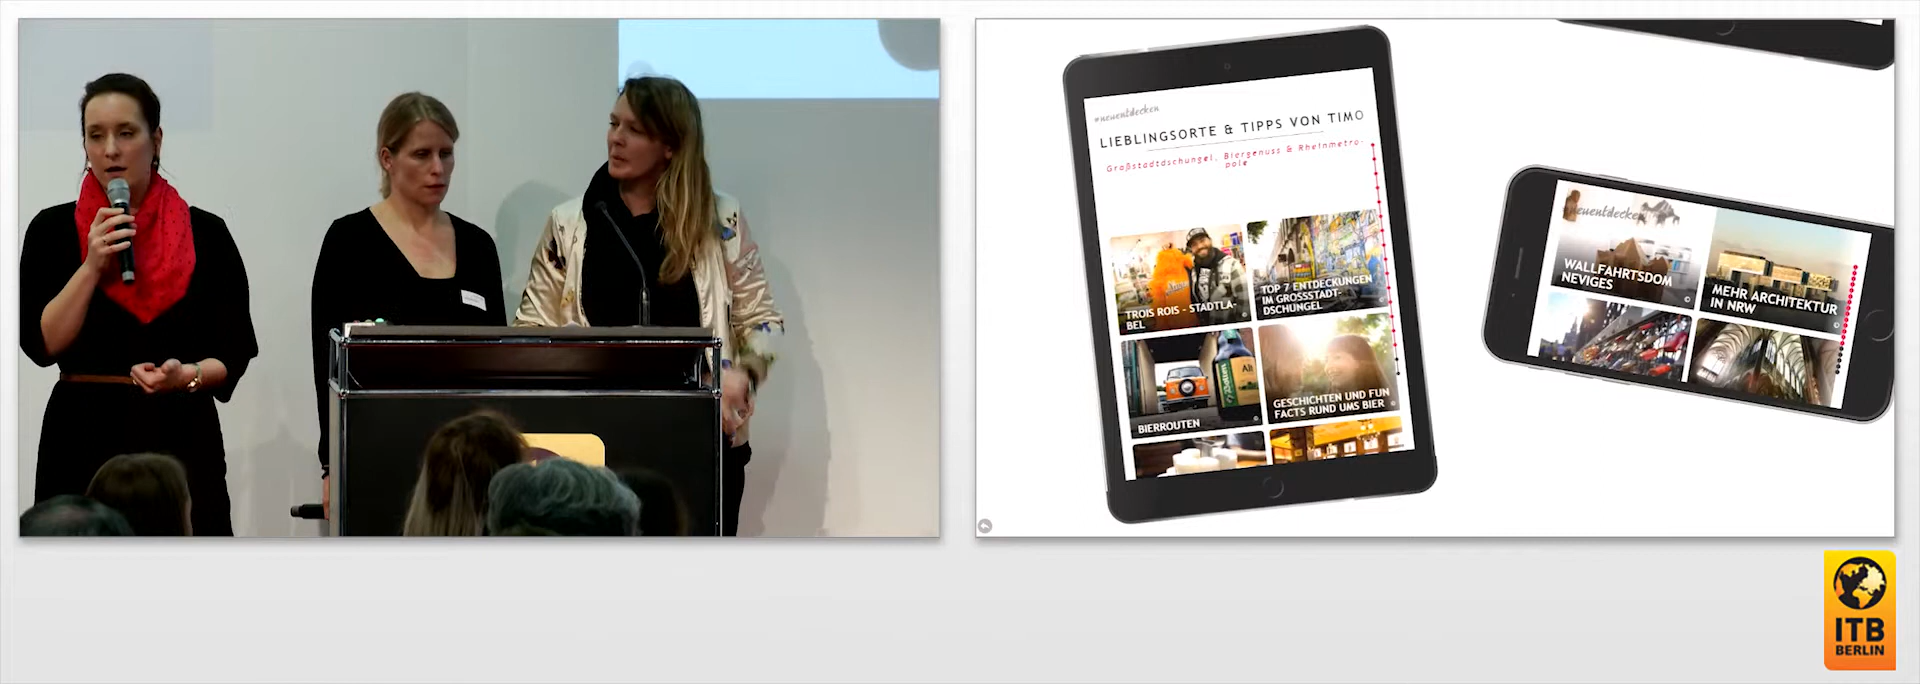 #neuentdecken
LIEBLINGSORTE & TIPPS VON TIMO
Großstadtdschungel, Biergenuss & Rheinmetro-
pole
TROIS ROIS - STADTLA-
BEL
TOP 7 ENTDECKUNGEN
IM GROSSSTADT-
DSCHUNGEL
BIERROUTEN
Alt
GESCHICHTEN UND FUN
FACTS RUND UMS BIER
#neuentdecken
WALLFAHRTSDOM
NEVIGES
MEHR ARCHITEKTUR
IN NRW
ITB
BERLIN